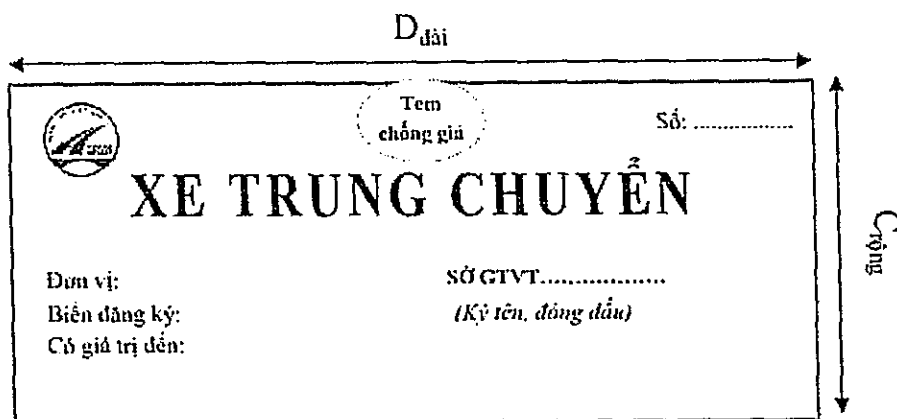 Ddài
Tem
chống giả
Số: ................
XE TRUNG CHUYỂN
Crộng
Đơn vị:
SỞ GTVT...................
Biển đăng ký:
(Ký tên, đóng dấu)
Có giá trị đến: